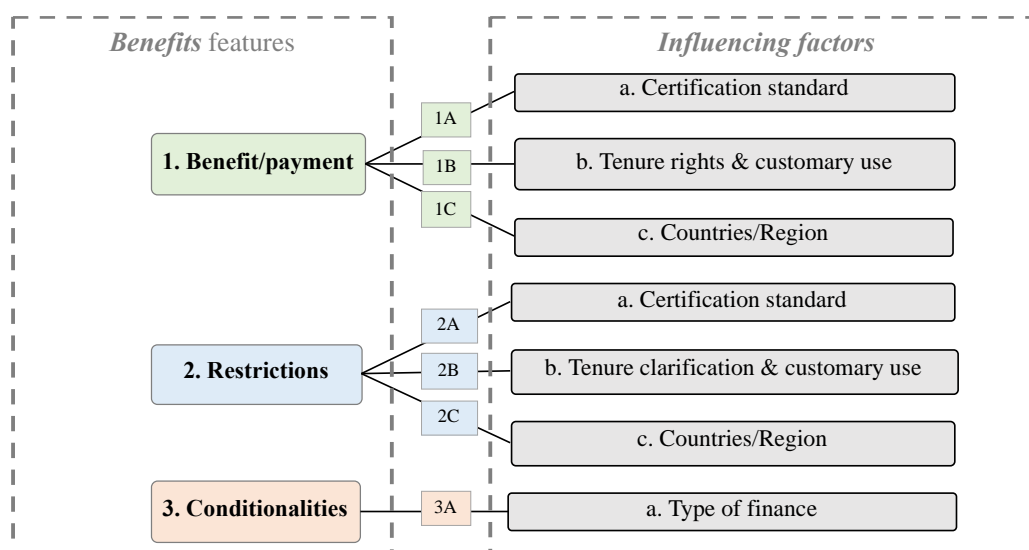 Benefits features
Influencing factors
a. Certification standard
1A
1. Benefit/payment
1B
b. Tenure rights & customary use
1C
c. Countries/Region
a. Certification standard
2A
2. Restrictions
2B
b. Tenure clarification & customary use
2C
c. Countries/Region
3. Conditionalities
3A
a. Type of finance